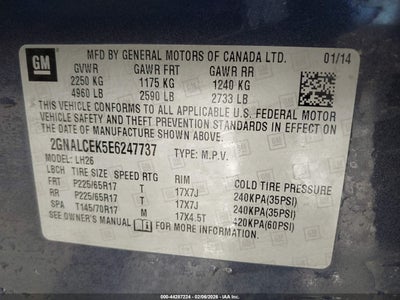 GM
MFD BY GENERAL MOTORS OF CANADA LTD. 01/14
GVWR GAWR FRT GAWR RR
2250 KG 1175 KG 1240 KG
4960 LB 2590 LB 2733 LB
THIS VEHICLE CONFORMS TO ALL APPLICABLE U.S. FEDERAL MOTOR
VEHICLE SAFETY AND THEFT PREVENTION STANDARDS IN EFFECT ON
THE DATE OF MANUFACTURE SHOWN ABOVE.
2GNALCEK5E6247737 TYPE: M.P.V.
MODEL: LH26
LBCH TIRE SIZE SPEED RTG RIM COLD TIRE PRESSURE
FRT P225/65R17 T 17X7J 240KPA(35PSI)
RR P225/65R17 T 17X7J 240KPA(35PSI)
SPA T145/70R17 M 17X4.5T 420KPA(60PSI)
SEE OWNER'S MANUAL FOR MORE INFORMATION.
000-44287224 - 02/06/2026 - IAA Inc.